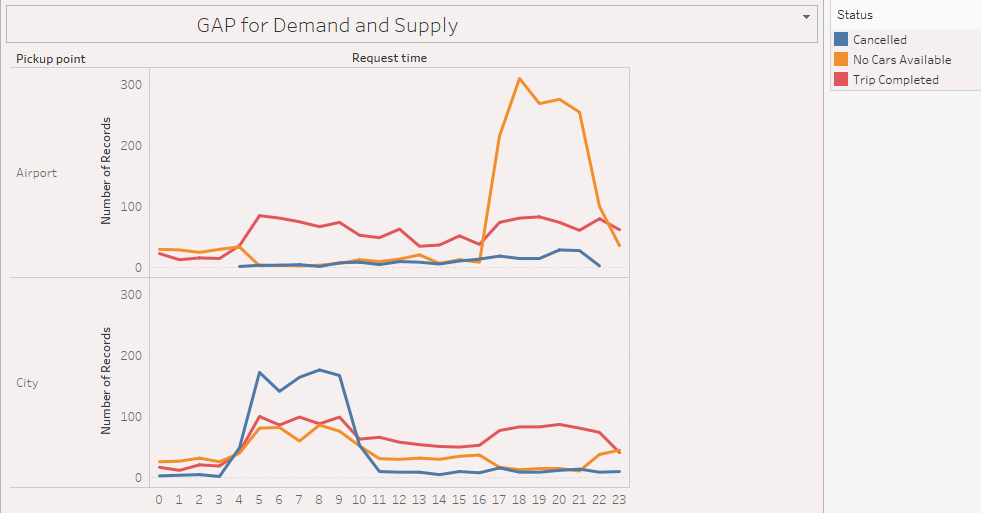 GAP for Demand and Supply
Pickup point
Request time
Airport
Number of Records
300
200
100
0
City
Number of Records
300
200
100
0
0 1 2 3 4 5 6 7 8 9 10 11 12 13 14 15 16 17 18 19 20 21 22 23
Status
Cancelled
No Cars Available
Trip Completed